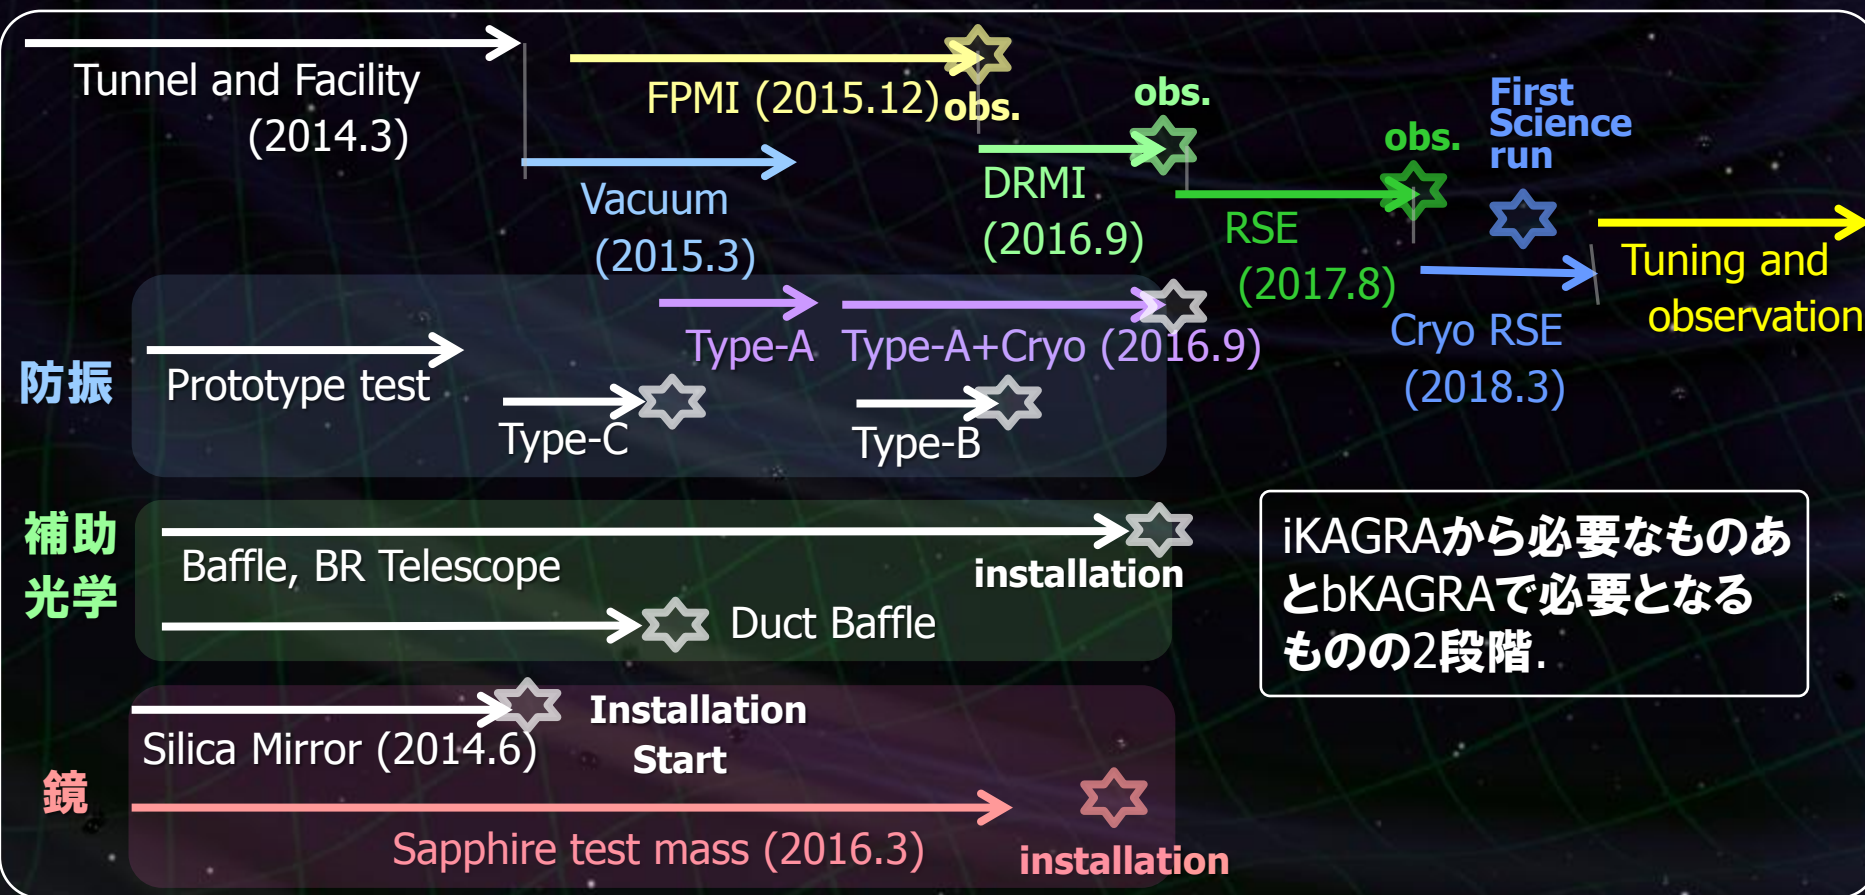 Tunnel and Facility
(2014.3)
FPMI (2015.12)
obs.
Vacuum
(2015.3)
obs.
DRMI
(2016.9)
obs.
RSE
(2017.8)
First
Science
run
Cryo RSE
(2018.3)
Tuning and
observation
防振
Prototype test
Type-A
Type-A+Cryo (2016.9)
Type-C
Type-B
補助
光学
Baffle, BR Telescope
installation
Duct Baffle
iKAGRAから必要なものあ
とbKAGRAで必要となる
ものの2段階.
鏡
Silica Mirror (2014.6)
Installation
Start
Sapphire test mass (2016.3)
installation